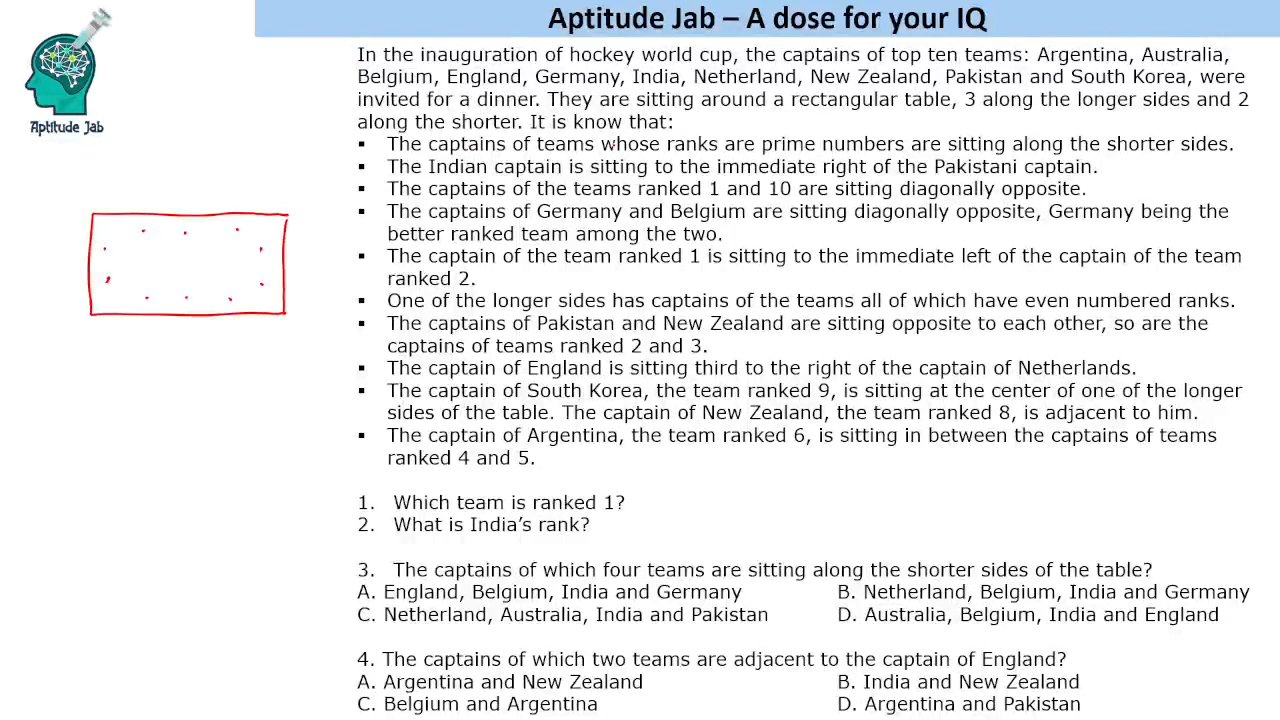 Aptitude Jab – A dose for your IQ
Aptitude Jab
In the inauguration of hockey world cup, the captains of top ten teams: Argentina, Australia,
Belgium, England, Germany, India, Netherland, New Zealand, Pakistan and South Korea, were
invited for a dinner. They are sitting around a rectangular table, 3 along the longer sides and 2
along the shorter. It is know that:
▪ The captains of teams whose ranks are prime numbers are sitting along the shorter sides.
▪ The Indian captain is sitting to the immediate right of the Pakistani captain.
▪ The captains of the teams ranked 1 and 10 are sitting diagonally opposite.
▪ The captains of Germany and Belgium are sitting diagonally opposite, Germany being the
better ranked team among the two.
▪ The captain of the team ranked 1 is sitting to the immediate left of the captain of the team
ranked 2.
▪ One of the longer sides has captains of the teams all of which have even numbered ranks.
▪ The captains of Pakistan and New Zealand are sitting opposite to each other, so are the
captains of teams ranked 2 and 3.
▪ The captain of England is sitting third to the right of the captain of Netherlands.
▪ The captain of South Korea, the team ranked 9, is sitting at the center of one of the longer
sides of the table. The captain of New Zealand, the team ranked 8, is adjacent to him.
▪ The captain of Argentina, the team ranked 6, is sitting in between the captains of teams
ranked 4 and 5.
1. Which team is ranked 1?
2. What is India's rank?
3. The captains of which four teams are sitting along the shorter sides of the table?
A. England, Belgium, India and Germany B. Netherland, Belgium, India and Germany
C. Netherland, Australia, India and Pakistan D. Australia, Belgium, India and England
4. The captains of which two teams are adjacent to the captain of England?
A. Argentina and New Zealand B. India and New Zealand
C. Belgium and Argentina D. Argentina and Pakistan